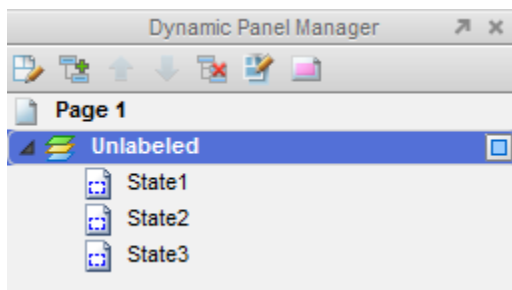 Dynamic Panel Manager
Page 1
Unlabeled
State1
State2
State3